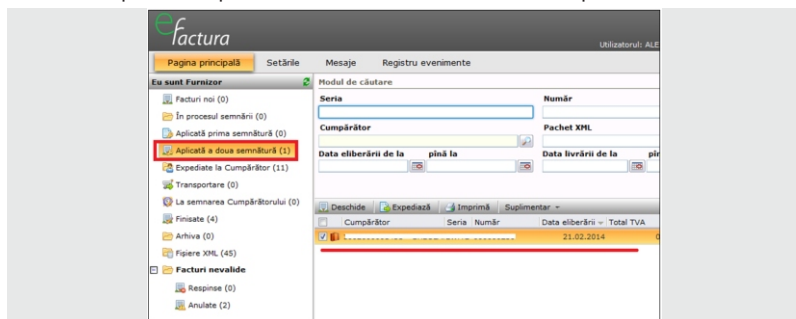 efactura
Utilizatorul: ALE
Pagina principală Setările Mesaje Registru evenimente
Eu sunt Furnizor
Modul de căutare
Facturi noi (0)
În procesul semnării (0)
Aplicată prima semnătură (0)
Aplicată a doua semnătură (1)
Expediate la Cumpărător (11)
Transportare (0)
La semnarea Cumpărătorului (0)
Finisate (4)
Arhiva (0)
Fișiere XML (45)
Facturi nevalide
Respinse (0)
Anulate (2)
Seria Număr
Cumpărător Pachet XML
Data eliberării de la pînă la Data livrării de la pîn
Deschide Expediază Imprimă Suplimentar
Cumpărător Seria Număr Data eliberării Total TVA
21.02.2014 0